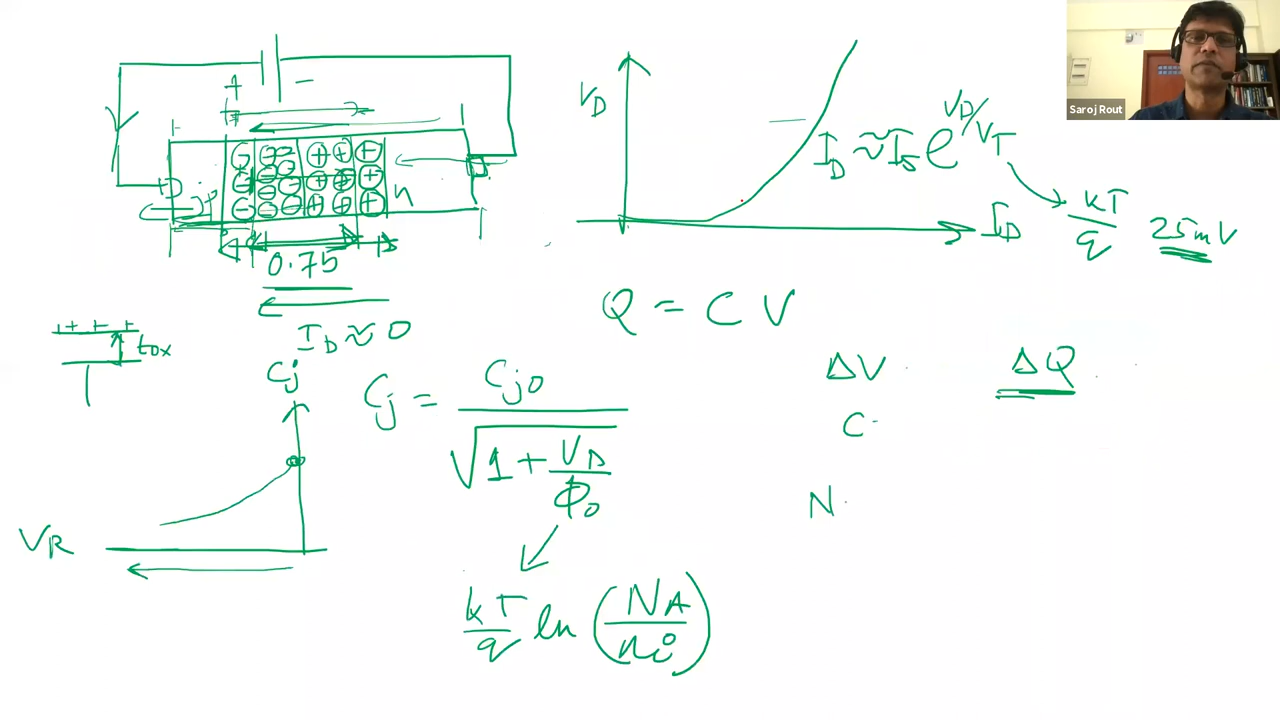 Saroj Rout
+ −
n
0.75
I_D ≈ 0
V_D
I_D ≈ I_S e^{V_D/V_T}
I_D
kT/q 25mV
Q = C V
+ + + +
t_ox
C_j
V_R
C_j = C_j0 / √(1 + V_D/Φ_0)
kT/q ln (N_A/n_i)
ΔV ΔQ
C
N